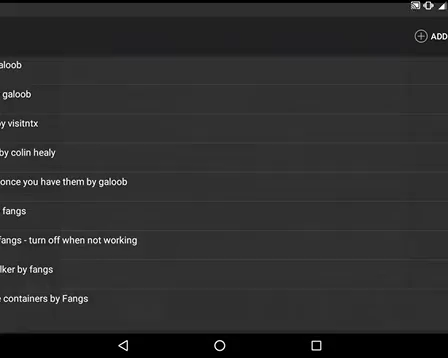 ADD
aloob
galoob
by visitntx
by colin healy
once you have them by galoob
fangs
fangs - turn off when not working
lker by fangs
containers by Fangs